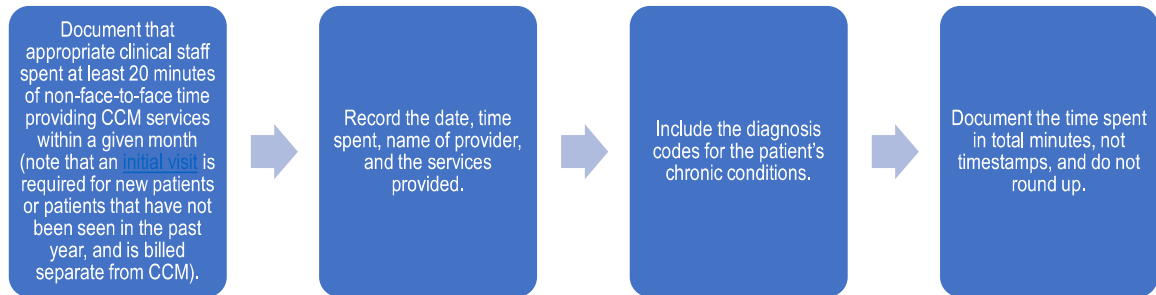 Document that
appropriate clinical staff
spent at least 20 minutes
of non-face-to-face time
providing CCM services
within a given month
(note that an initial visit is
required for new patients
or patients that have not
been seen in the past
year, and is billed
separate from CCM).
Record the date, time
spent, name of provider,
and the services
provided.
Include the diagnosis
codes for the patient's
chronic conditions.
Document the time spent
in total minutes, not
timestamps, and do not
round up.